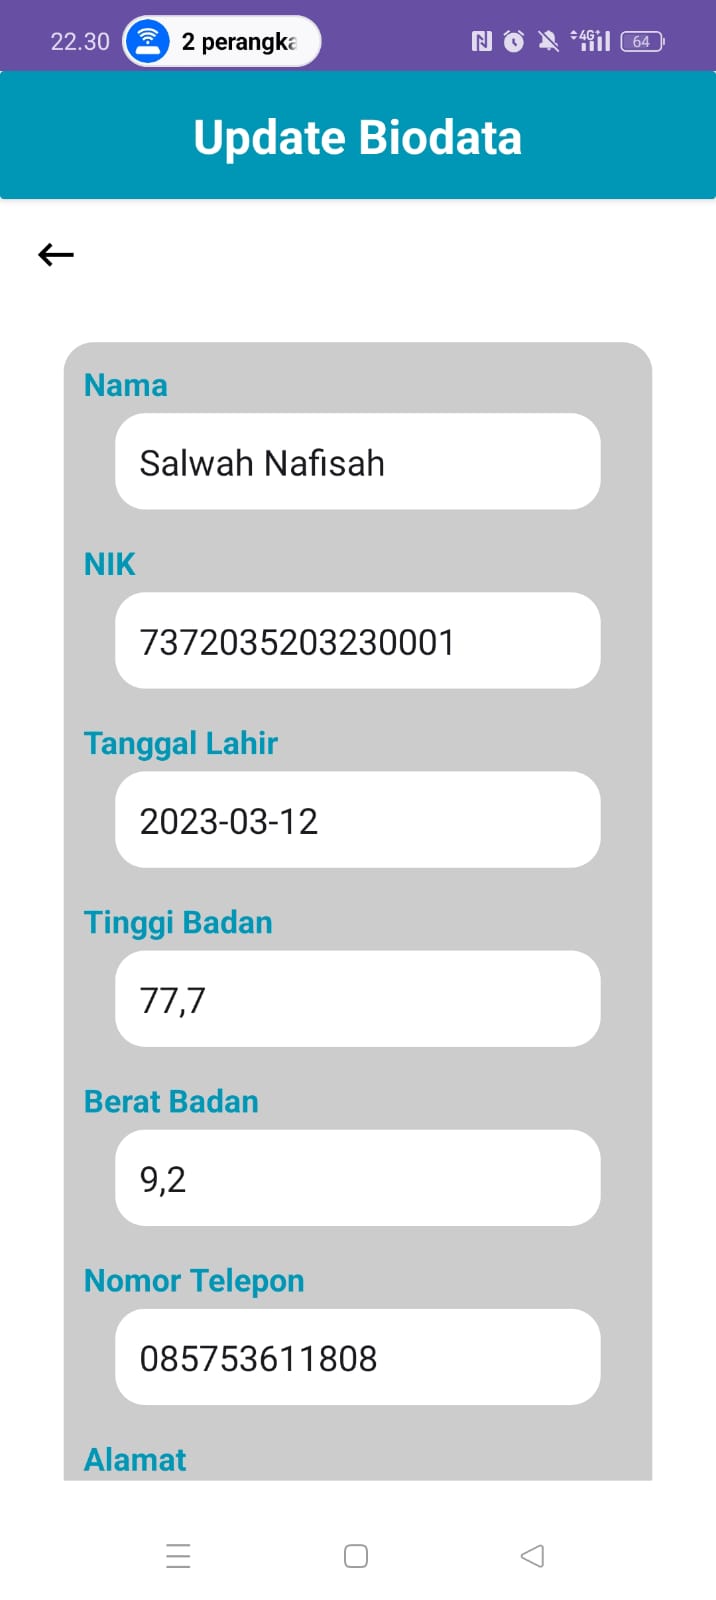 22.30 2 perangka 4G+ 64
Update Biodata
Nama
Salwah Nafisah
NIK
7372035203230001
Tanggal Lahir
2023-03-12
Tinggi Badan
77,7
Berat Badan
9,2
Nomor Telepon
085753611808
Alamat